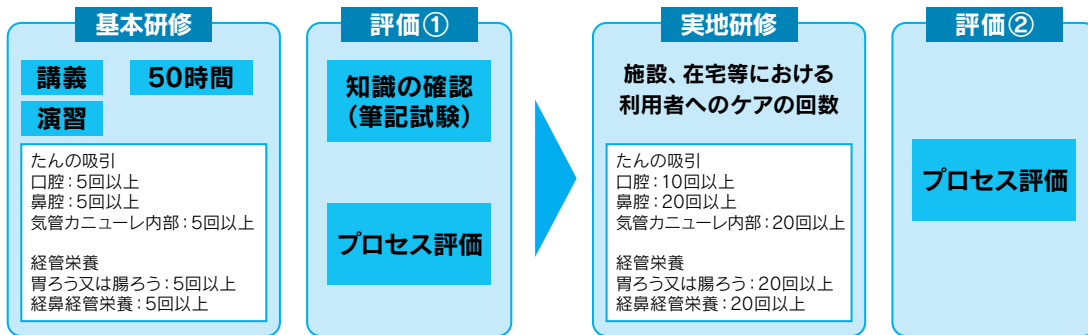 基本研修
講義
50時間
演習
たんの吸引
口腔：5回以上
鼻腔：5回以上
気管カニューレ内部：5回以上
経管栄養
胃ろう又は腸ろう：5回以上
経鼻経管栄養：5回以上
評価①
知識の確認
（筆記試験）
プロセス評価
実地研修
施設、在宅等における
利用者へのケアの回数
たんの吸引
口腔：10回以上
鼻腔：20回以上
気管カニューレ内部：20回以上
経管栄養
胃ろう又は腸ろう：20回以上
経鼻経管栄養：20回以上
評価②
プロセス評価